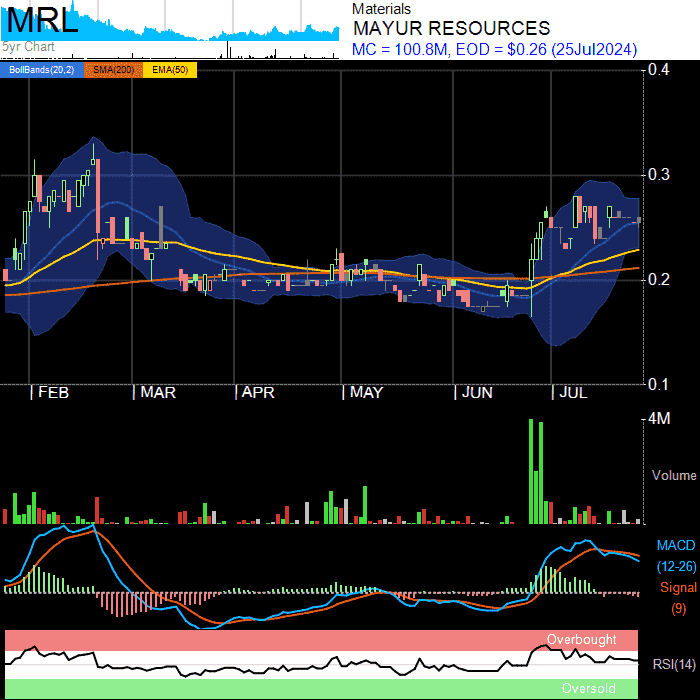 MRL
5yr Chart
Materials
MAYUR RESOURCES
MC = 100.8M, EOD = $0.26 (25Jul2024)
BollBands(20,2) SMA(200) EMA(50)
0.4
0.3
0.2
0.1
FEB MAR APR MAY JUN JUL
4M
Volume
MACD
(12-26)
Signal
(9)
Overbought
RSI(14)
Oversold